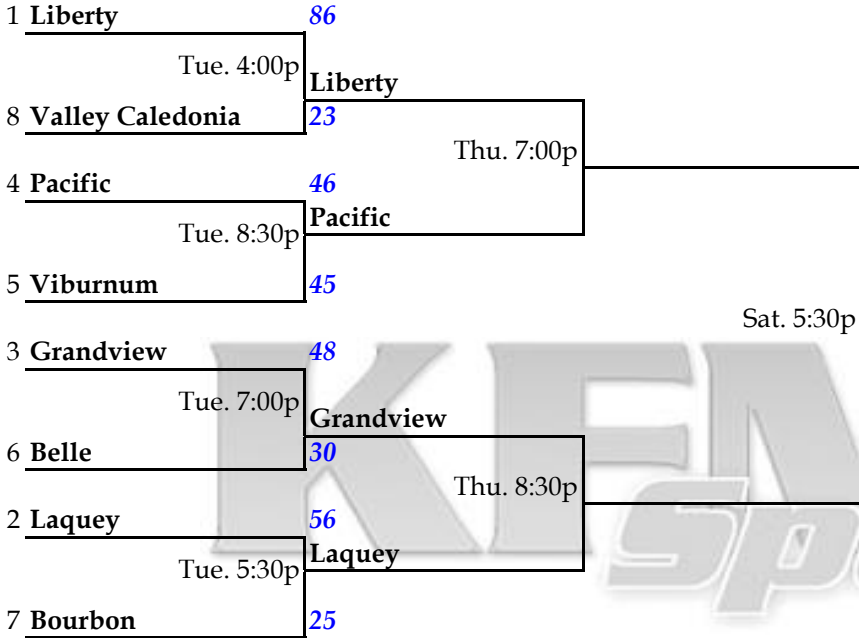 1 Liberty 86
Tue. 4:00p
Liberty
8 Valley Caledonia 23
Thu. 7:00p
4 Pacific 46
Tue. 8:30p
Pacific
5 Viburnum 45
Sat. 5:30p
3 Grandview 48
Tue. 7:00p
Grandview
6 Belle 30
Thu. 8:30p
2 Laquey 56
Tue. 5:30p
Laquey
7 Bourbon 25